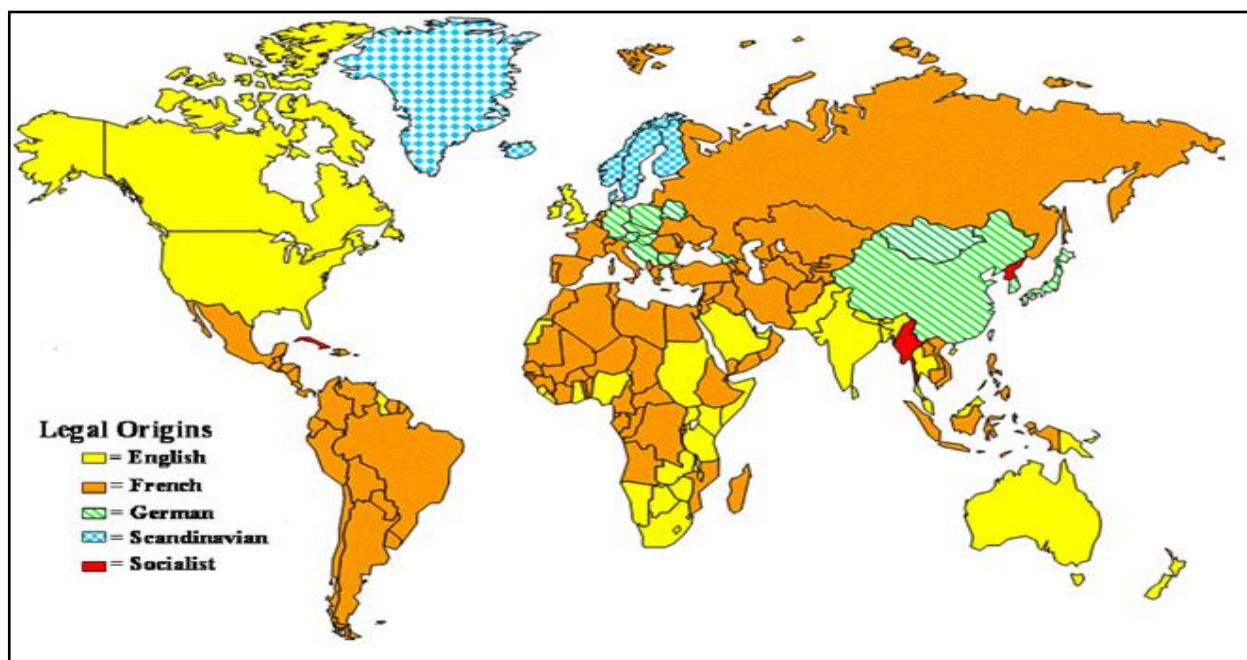 Legal Origins
= English
= French
= German
= Scandinavian
= Socialist